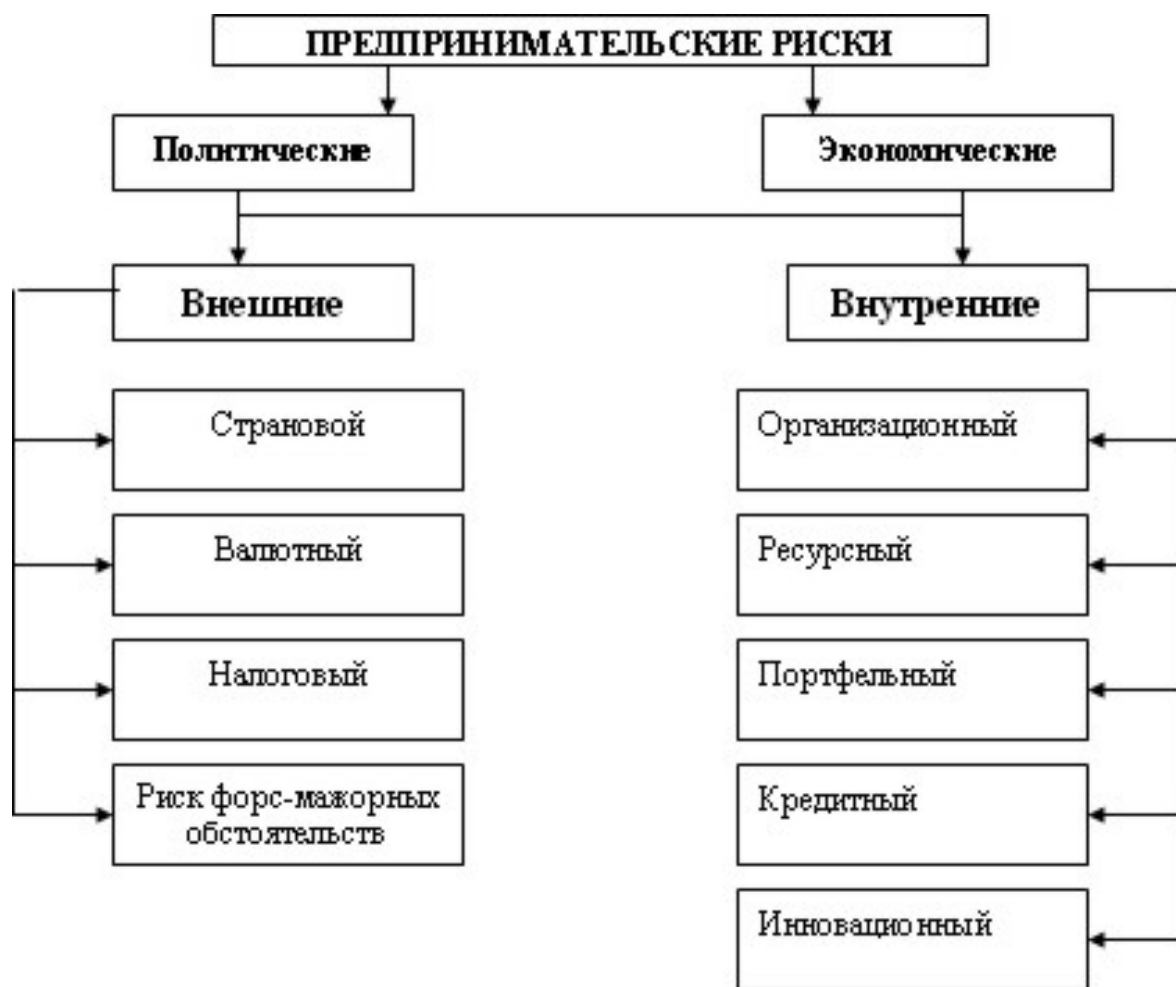 ПРЕДПРИНИМАТЕЛЬСКИЕ РИСКИ
Политические
Экономические
Внешние
Внутренние
Страновой
Организационный
Валютный
Ресурсный
Налоговый
Портфельный
Риск форс-мажорных
обстоятельств
Кредитный
Инновационный